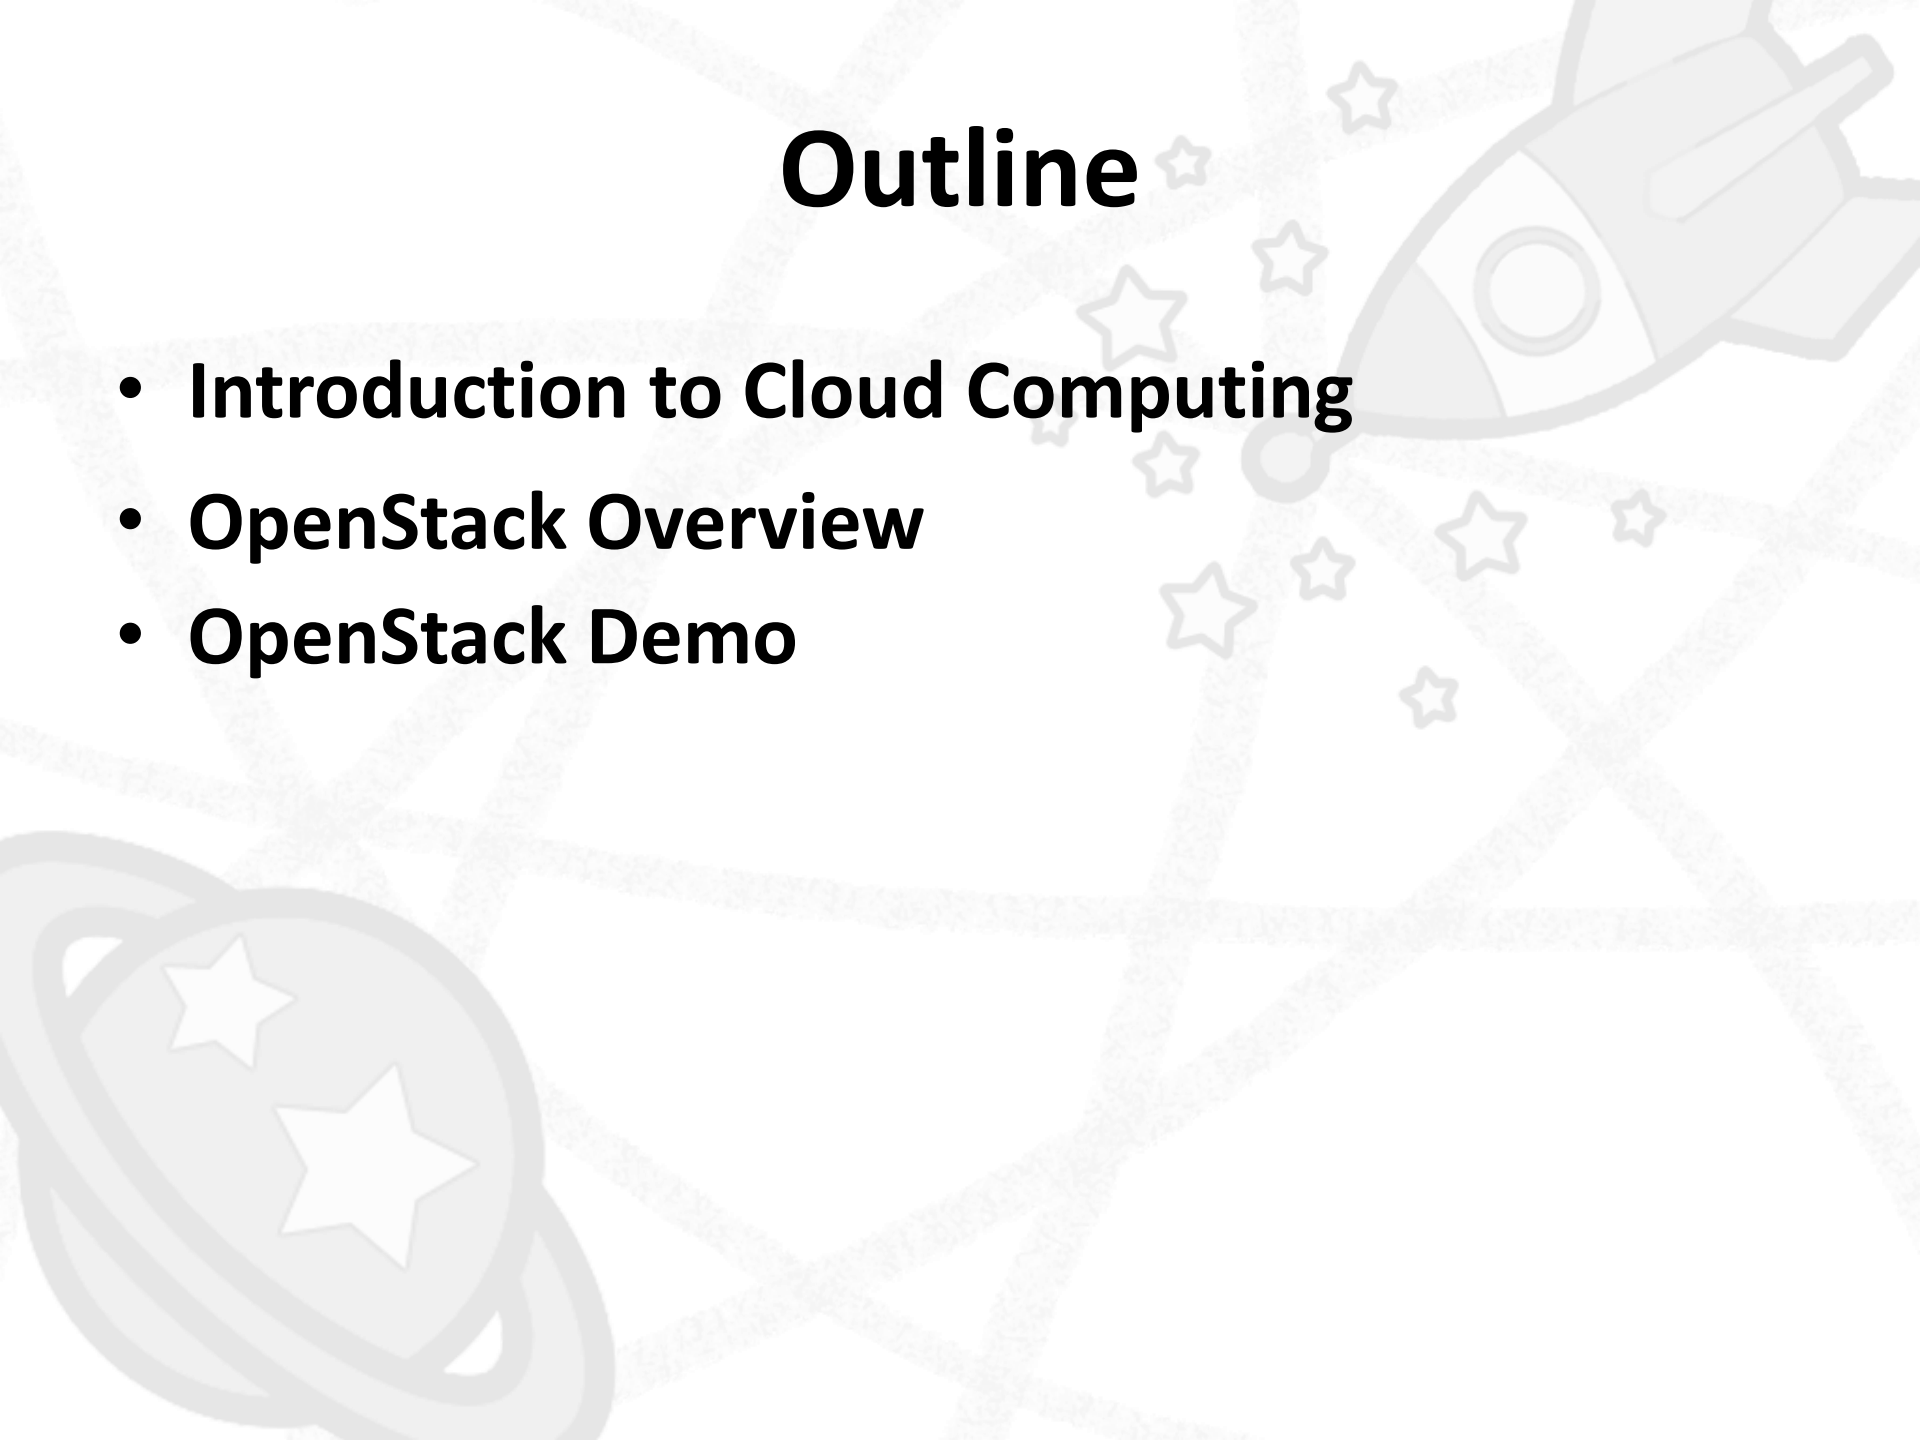 Outline
• Introduction to Cloud Computing
• OpenStack Overview
• OpenStack Demo